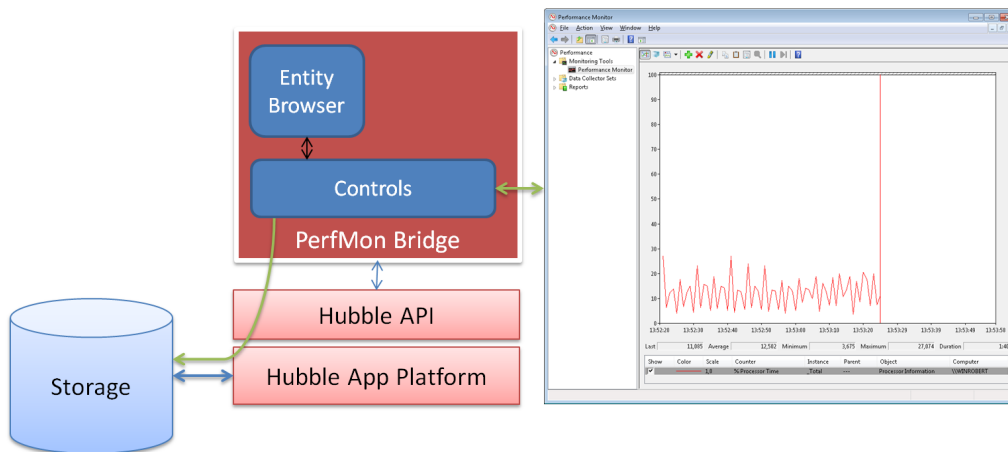 Entity
Browser
Controls
PerfMon Bridge
Hubble API
Hubble App Platform
Storage
Performance Monitor
File Action View Window Help
Performance
Monitoring Tools
Performance Monitor
Data Collector Sets
Reports
100
90
80
70
60
50
40
30
20
10
0
13:52:20 13:52:30 13:52:40 13:52:50 13:53:00 13:53:10 13:53:20 13:53:29 13:53:39 13:53:49 13:53:58
Last 11,005 Average 12,502 Minimum 3,675 Maximum 27,074 Duration 1:40
Show Color Scale Counter Instance Parent Object Computer
1,0 % Processor Time _Total --- Processor Information \\WINROBERT